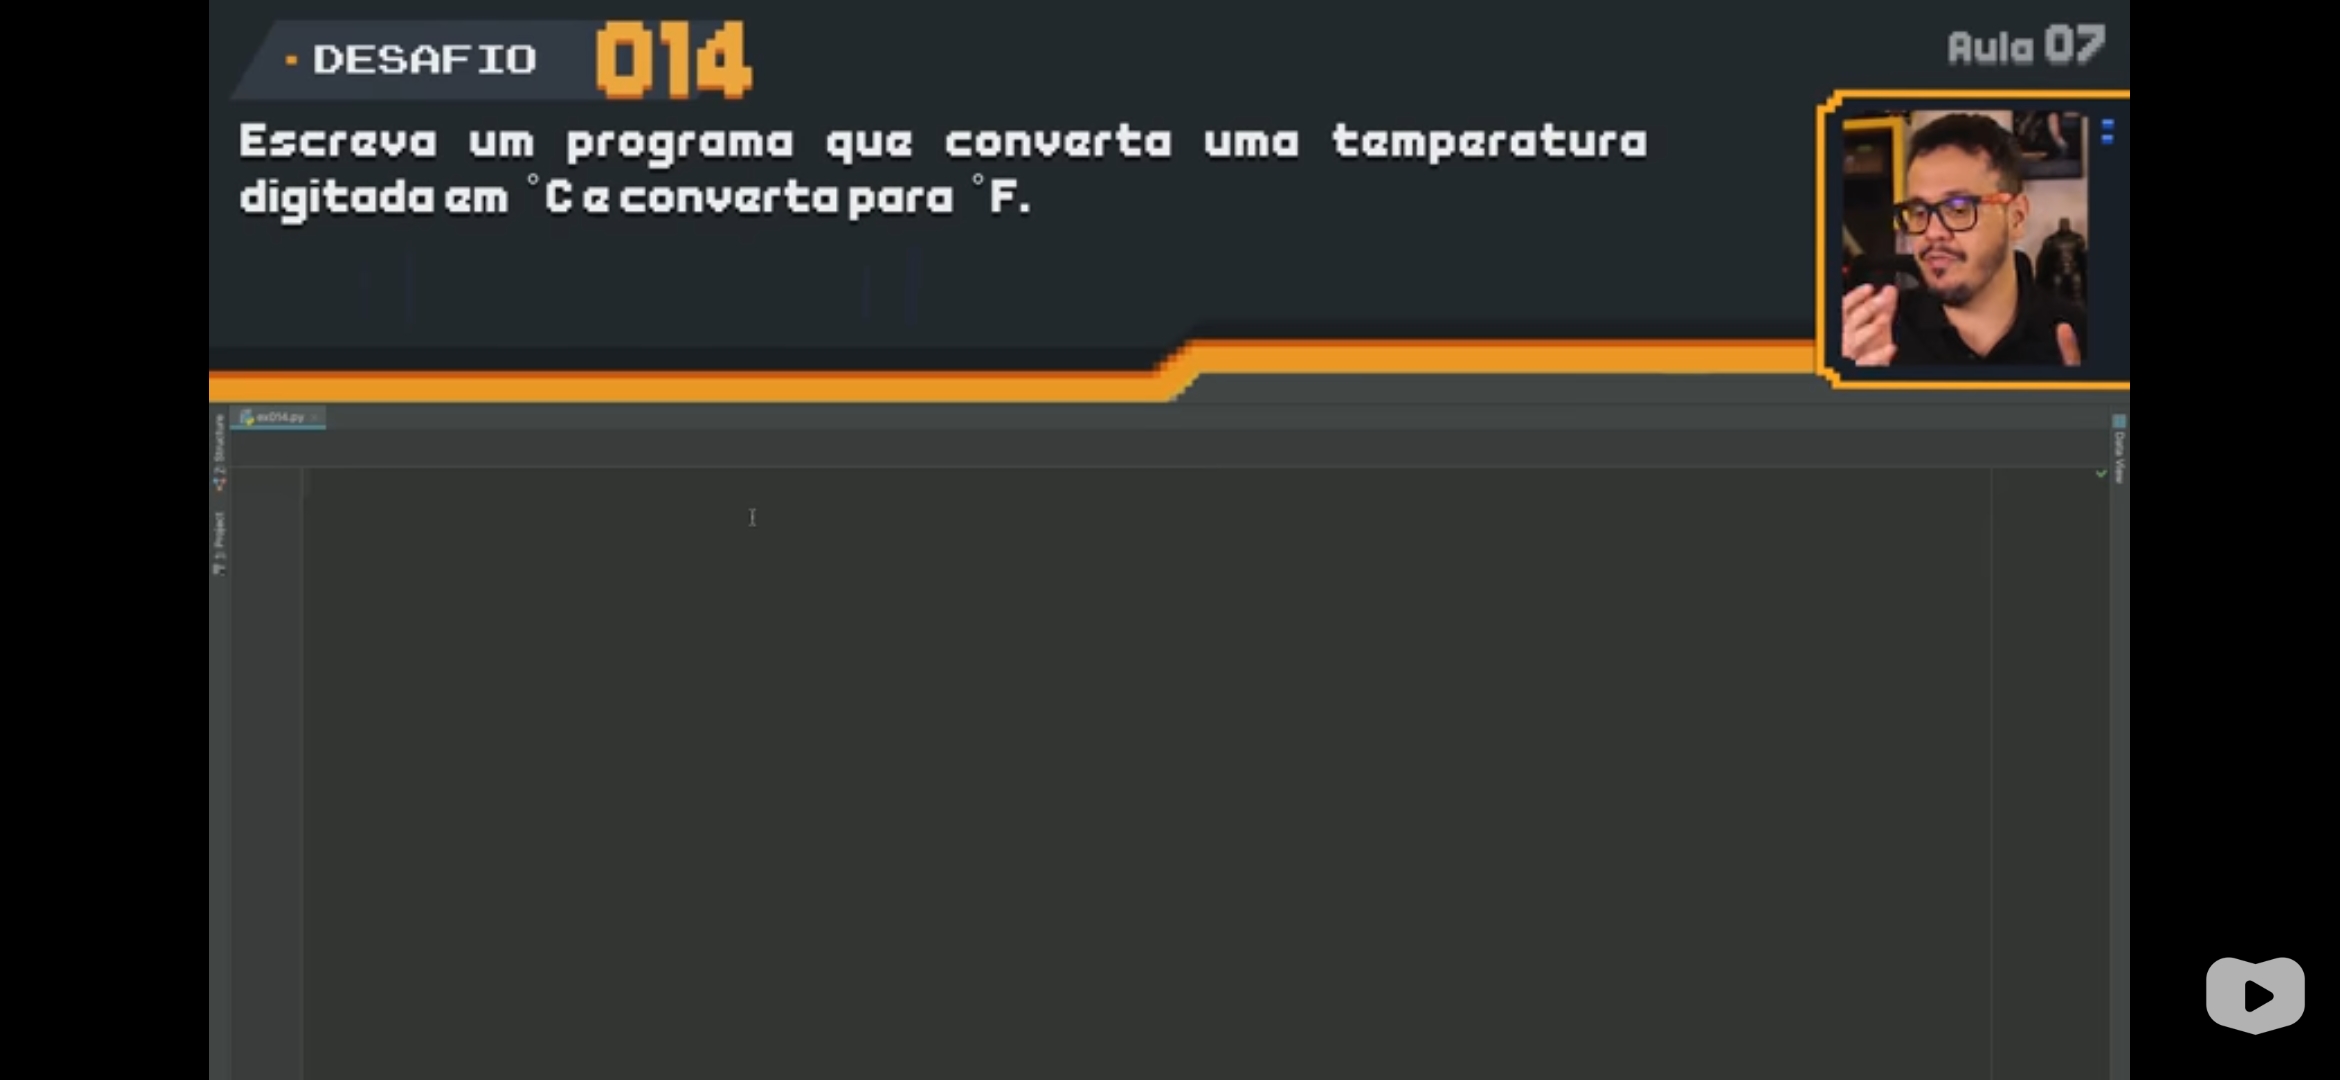 DESAFIO 014
Aula 07
Escreva um programa que converta uma temperatura
digitada em °C e converta para °F.
ex014.py
Z: Structure
1: Project
Data View